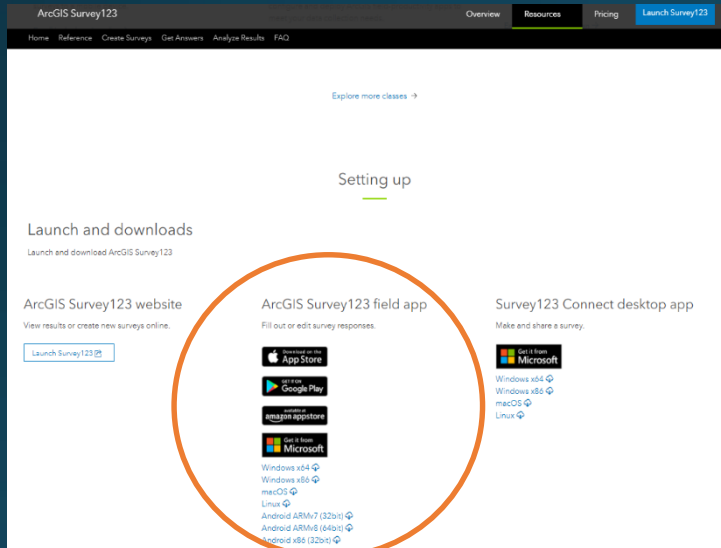 ArcGIS Survey123
Overview Resources Pricing Launch Survey123
Home Reference Create Surveys Get Answers Analyze Results FAQ
Explore more classes →
Setting up
Launch and downloads
Launch and download ArcGIS Survey123
ArcGIS Survey123 website
View results or create new surveys online.
Launch Survey123
ArcGIS Survey123 field app
Fill out or edit survey responses.
Download on the
App Store
GET IT ON
Google Play
available at
amazon appstore
Get it from
Microsoft
Windows x64
Windows x86
macOS
Linux
Android ARMv7 (32bit)
Android ARMv8 (64bit)
Android x86 (32bit)
Survey123 Connect desktop app
Make and share a survey.
Get it from
Microsoft
Windows x64
Windows x86
macOS
Linux